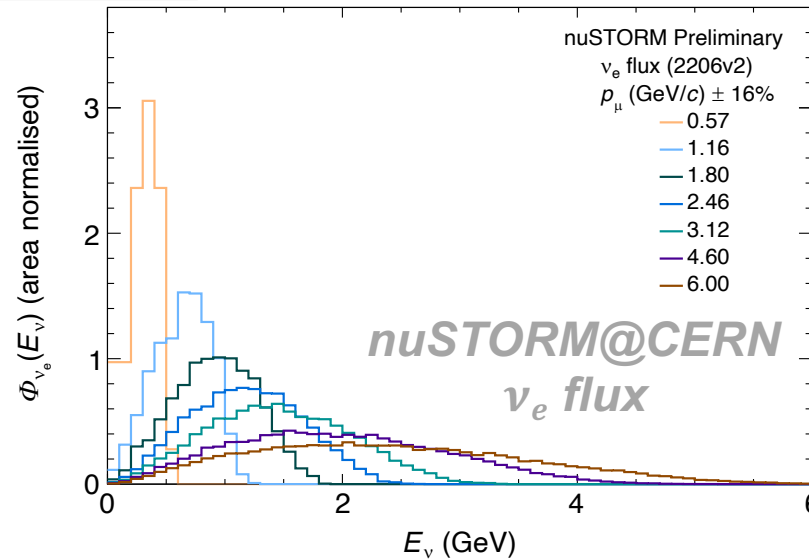 nuSTORM Preliminary
νe flux (2206v2)
pμ (GeV/c) ± 16%
0.57
1.16
1.80
2.46
3.12
4.60
6.00
nuSTORM@CERN
νe flux
Φνe(Eν) (area normalised)
3
2
1
0
0 2 4 6
Eν (GeV)